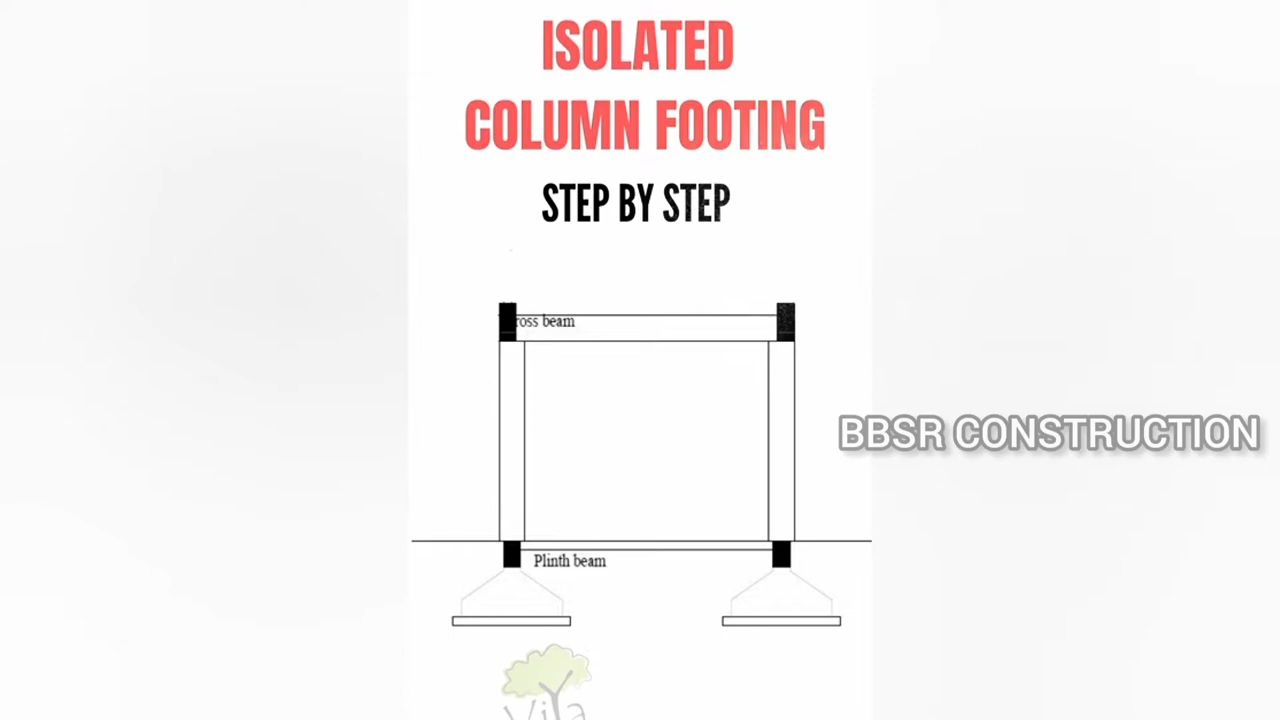 ISOLATED
COLUMN FOOTING
STEP BY STEP
ross beam
BBSR CONSTRUCTION
Plinth beam